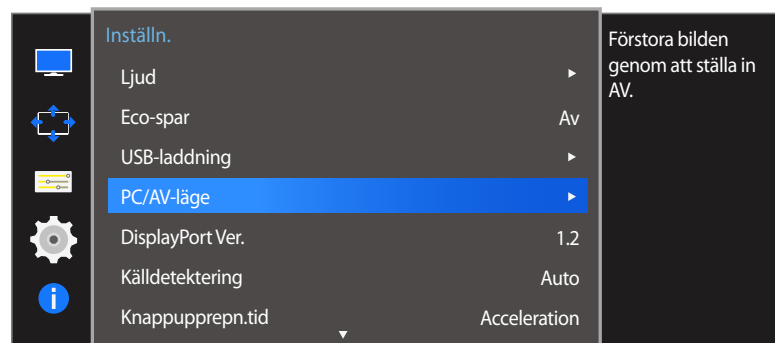 Inställn.
Ljud
Eco-spar Av
USB-laddning
PC/AV-läge
DisplayPort Ver. 1.2
Källdetektering Auto
Knappupprepn.tid Acceleration
Förstora bilden
genom att ställa in
AV.